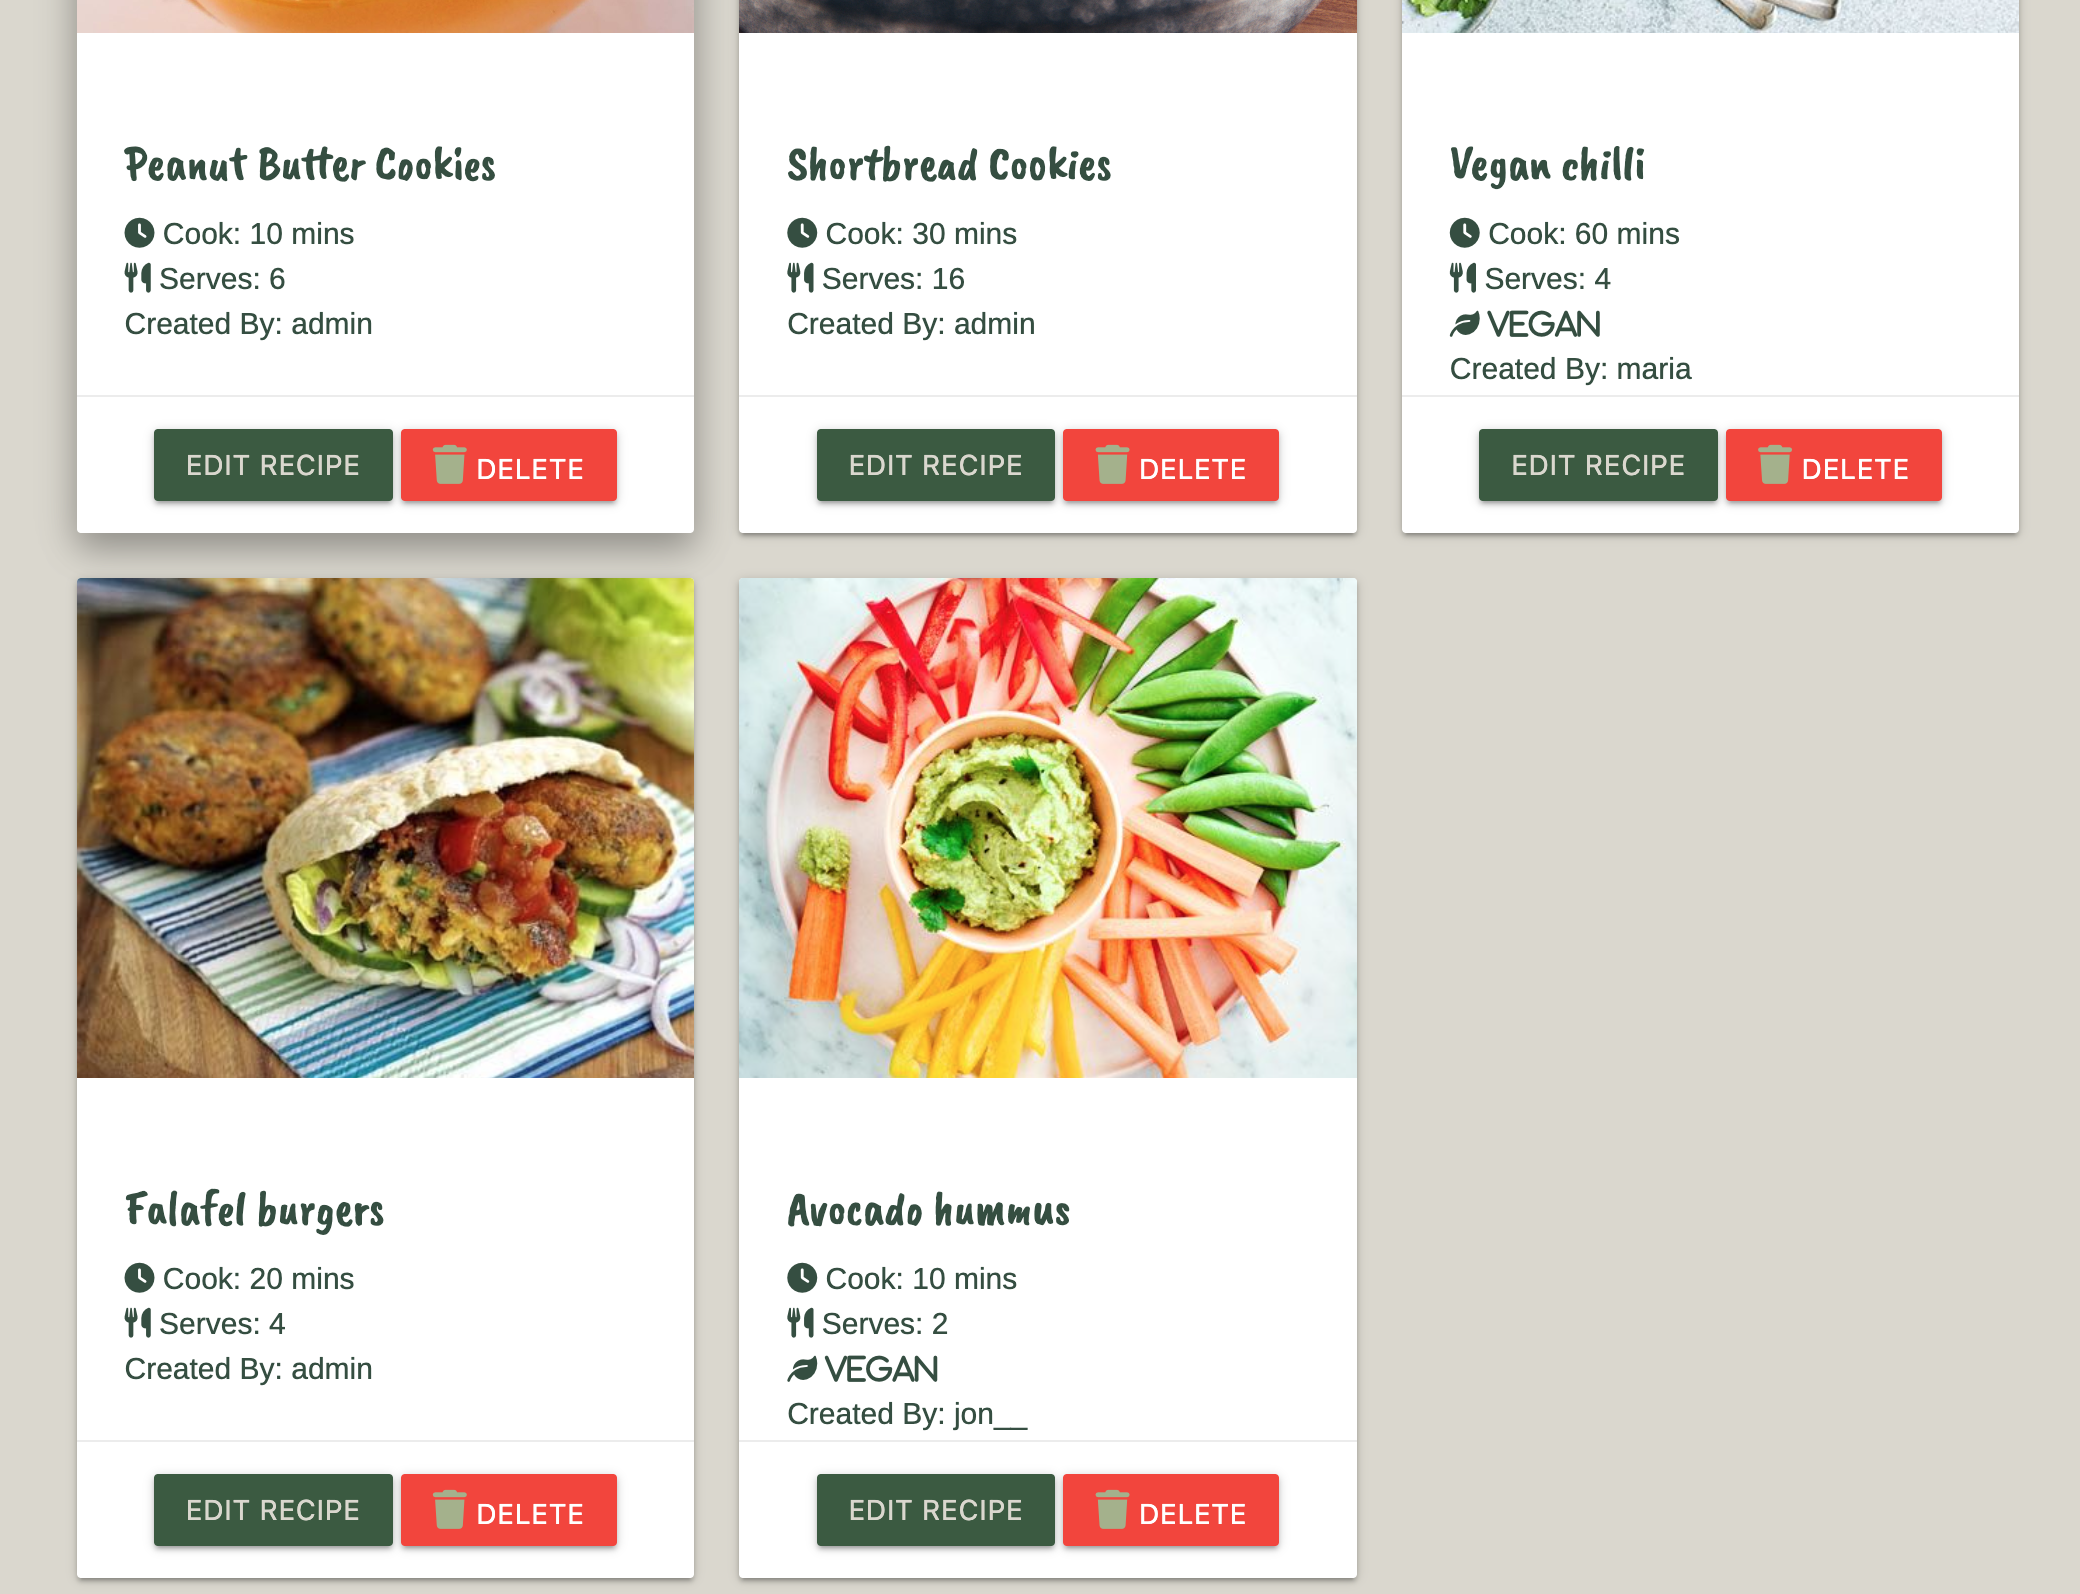 Peanut Butter Cookies
Cook: 10 mins
Serves: 6
Created By: admin
EDIT RECIPE
DELETE
Shortbread Cookies
Cook: 30 mins
Serves: 16
Created By: admin
EDIT RECIPE
DELETE
Vegan chilli
Cook: 60 mins
Serves: 4
VEGAN
Created By: maria
EDIT RECIPE
DELETE
Falafel burgers
Cook: 20 mins
Serves: 4
Created By: admin
EDIT RECIPE
DELETE
Avocado hummus
Cook: 10 mins
Serves: 2
VEGAN
Created By: jon__
EDIT RECIPE
DELETE